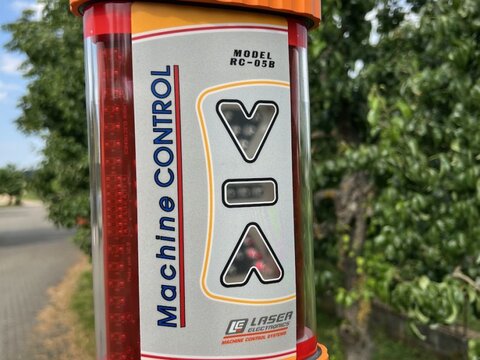 MODEL
RC-05B
Machine CONTROL
LE LASER
ELECTRONICS
MACHINE CONTROL SYSTEMS